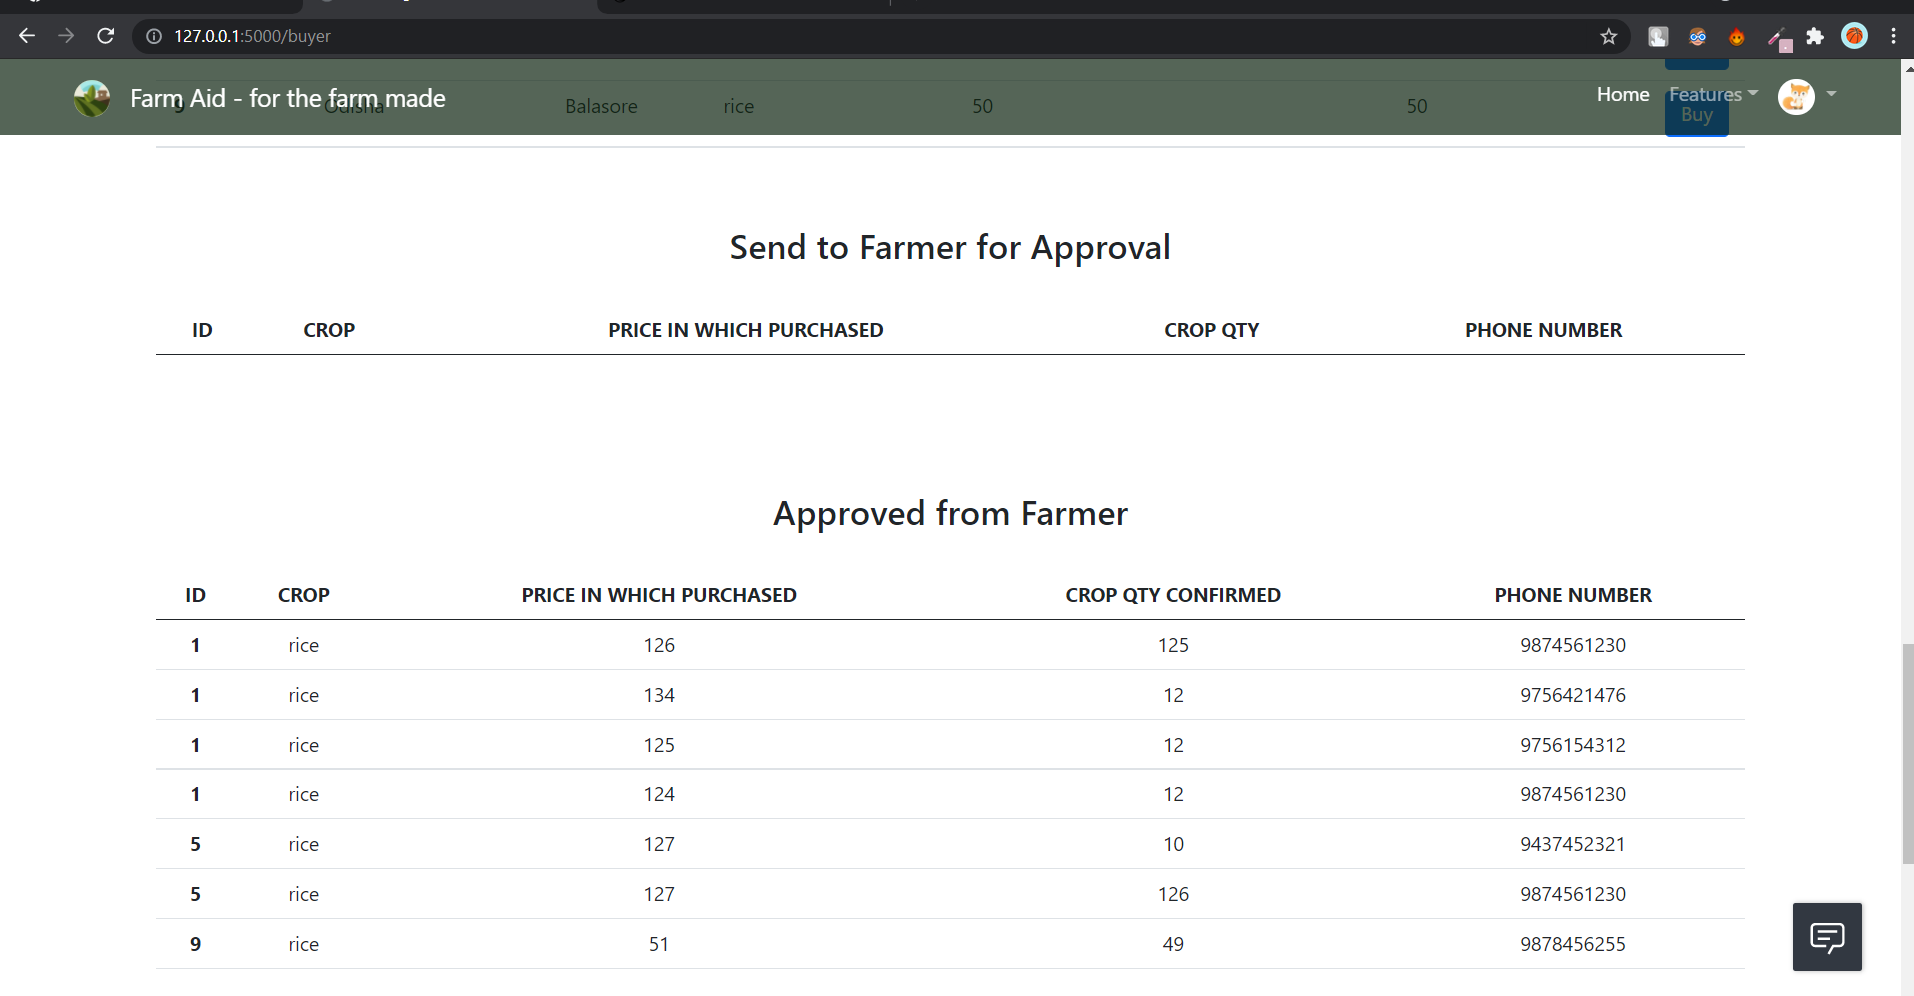 127.0.0.1:5000/buyer
Farm Aid - for the farm made
Home Features
9 Odisha Balasore rice 50 50 Buy
Send to Farmer for Approval
ID CROP PRICE IN WHICH PURCHASED CROP QTY PHONE NUMBER
Approved from Farmer
ID CROP PRICE IN WHICH PURCHASED CROP QTY CONFIRMED PHONE NUMBER
1 rice 126 125 9874561230
1 rice 134 12 9756421476
1 rice 125 12 9756154312
1 rice 124 12 9874561230
5 rice 127 10 9437452321
5 rice 127 126 9874561230
9 rice 51 49 9878456255